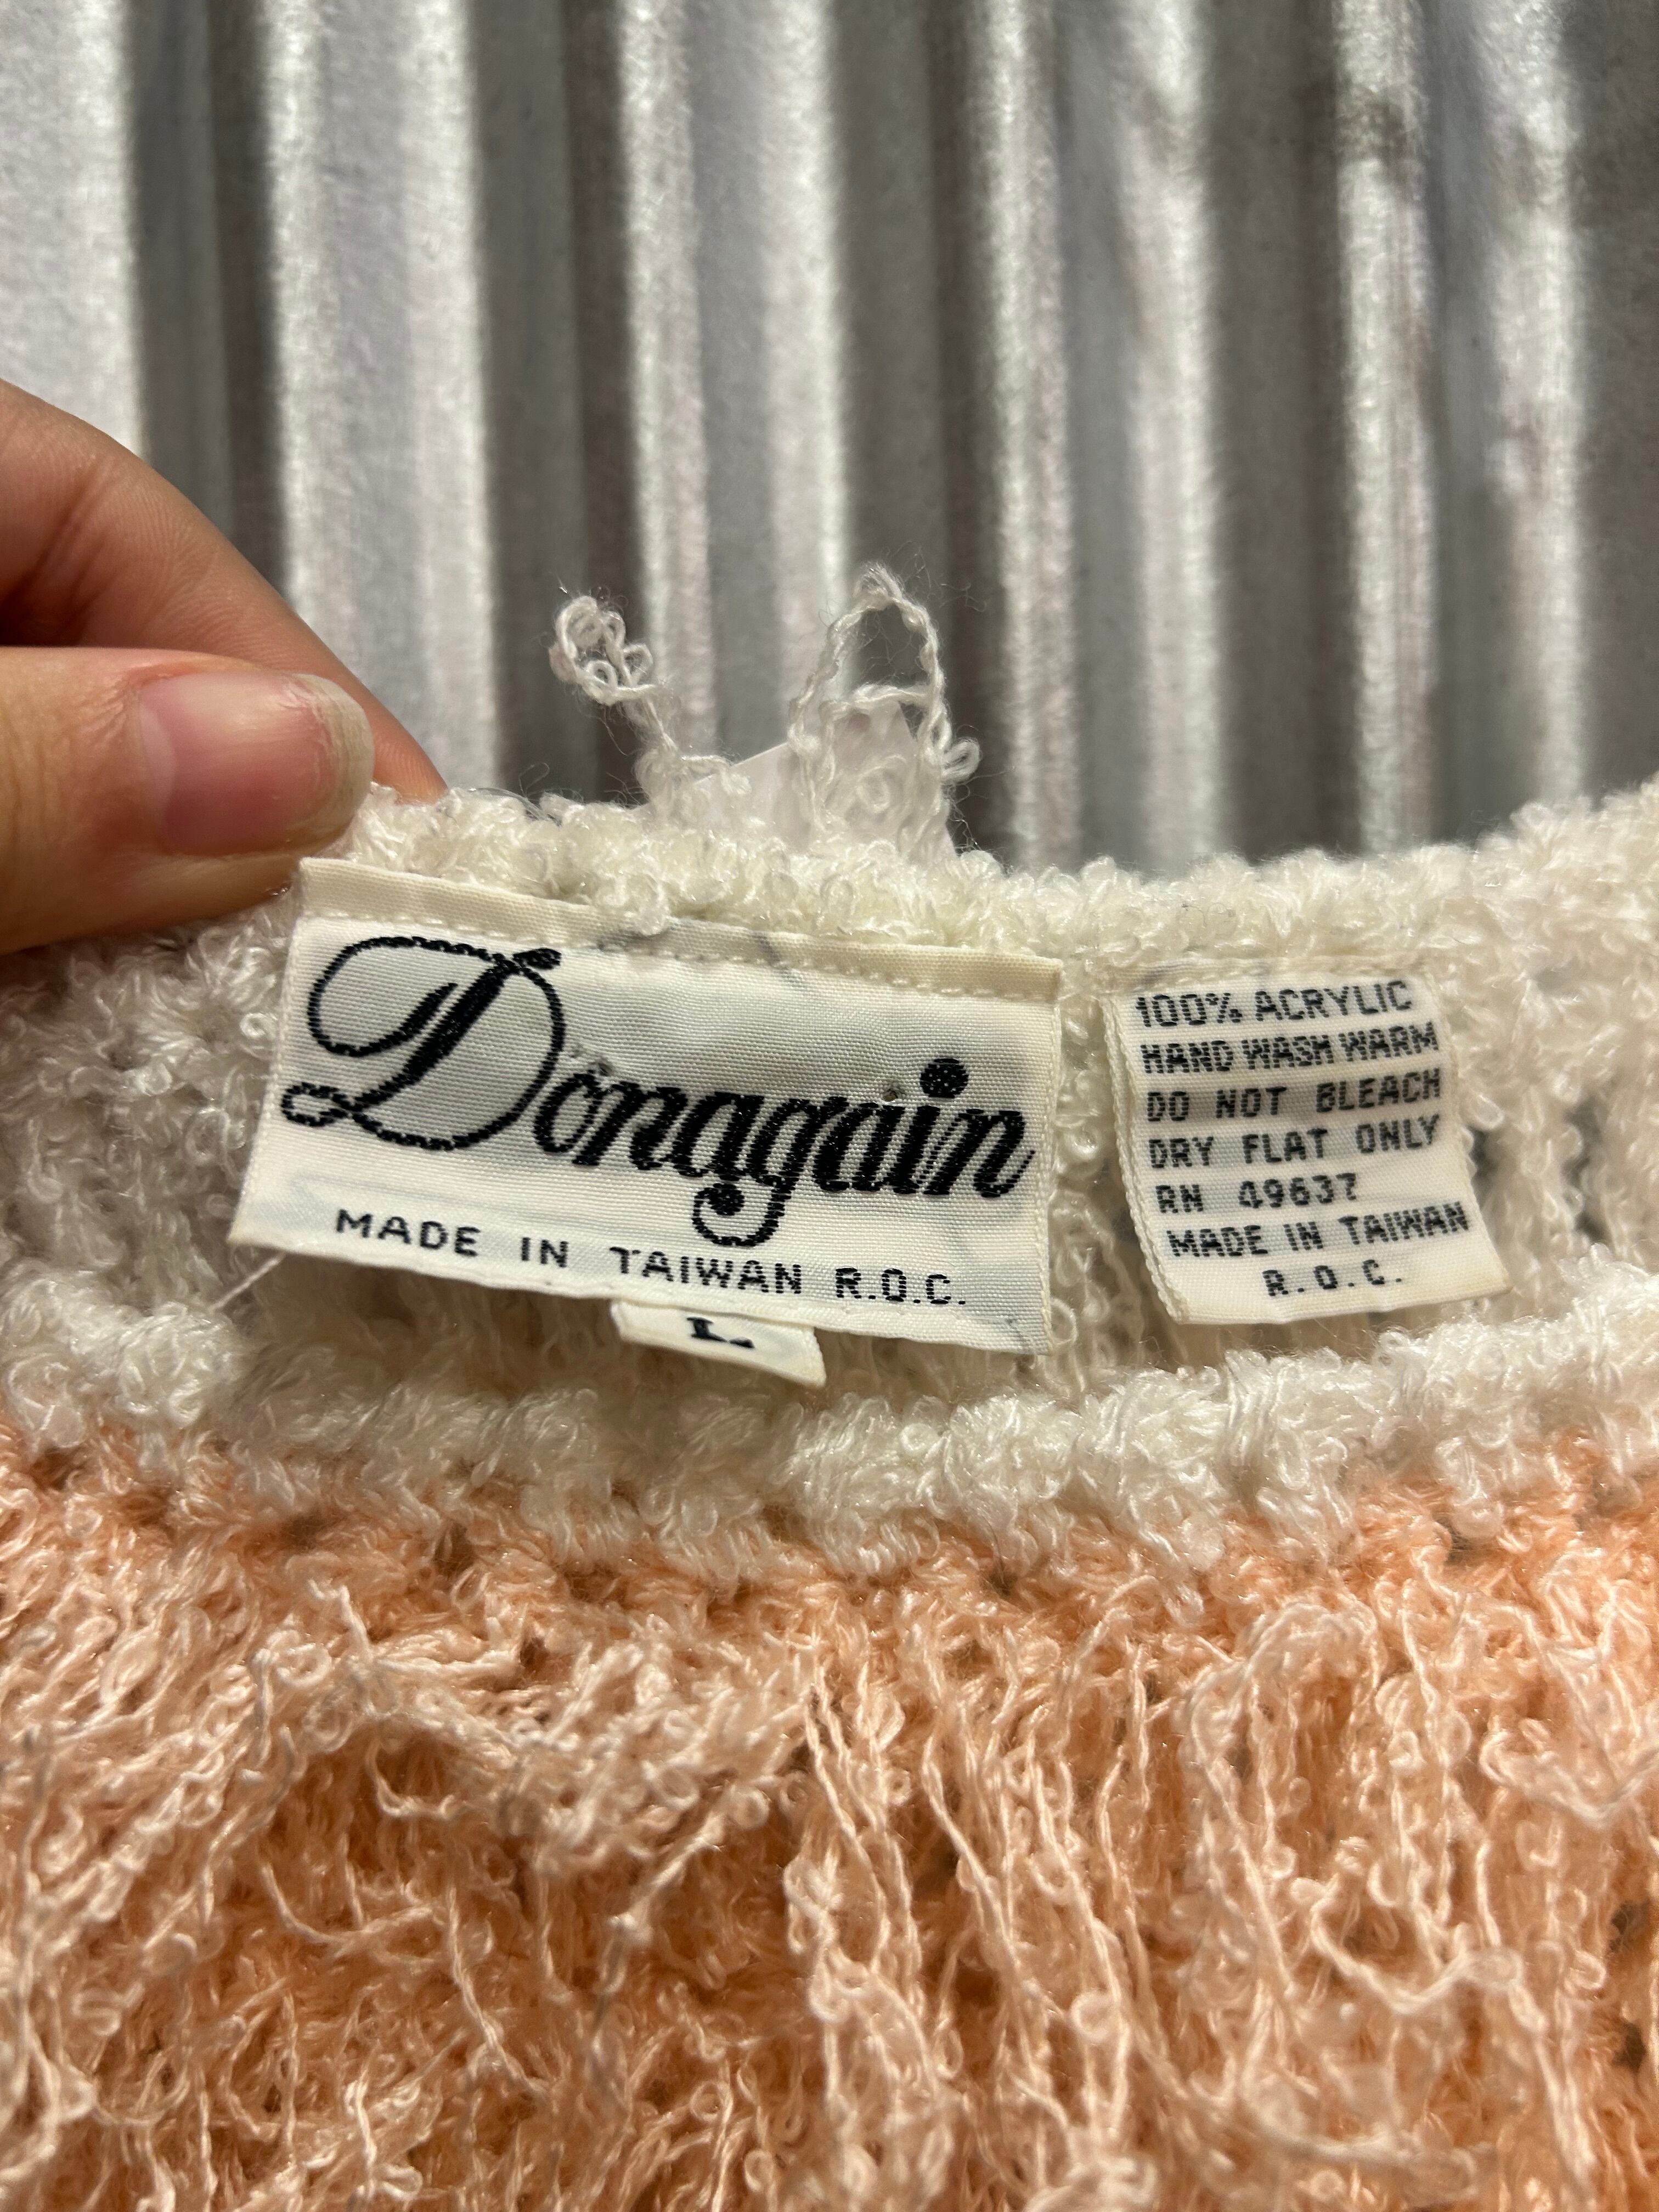 Donagain
MADE IN TAIWAN R.O.C.
L
100% ACRYLIC
HAND WASH WARM
DO NOT BLEACH
DRY FLAT ONLY
RN 49637
MADE IN TAIWAN
R.O.C.